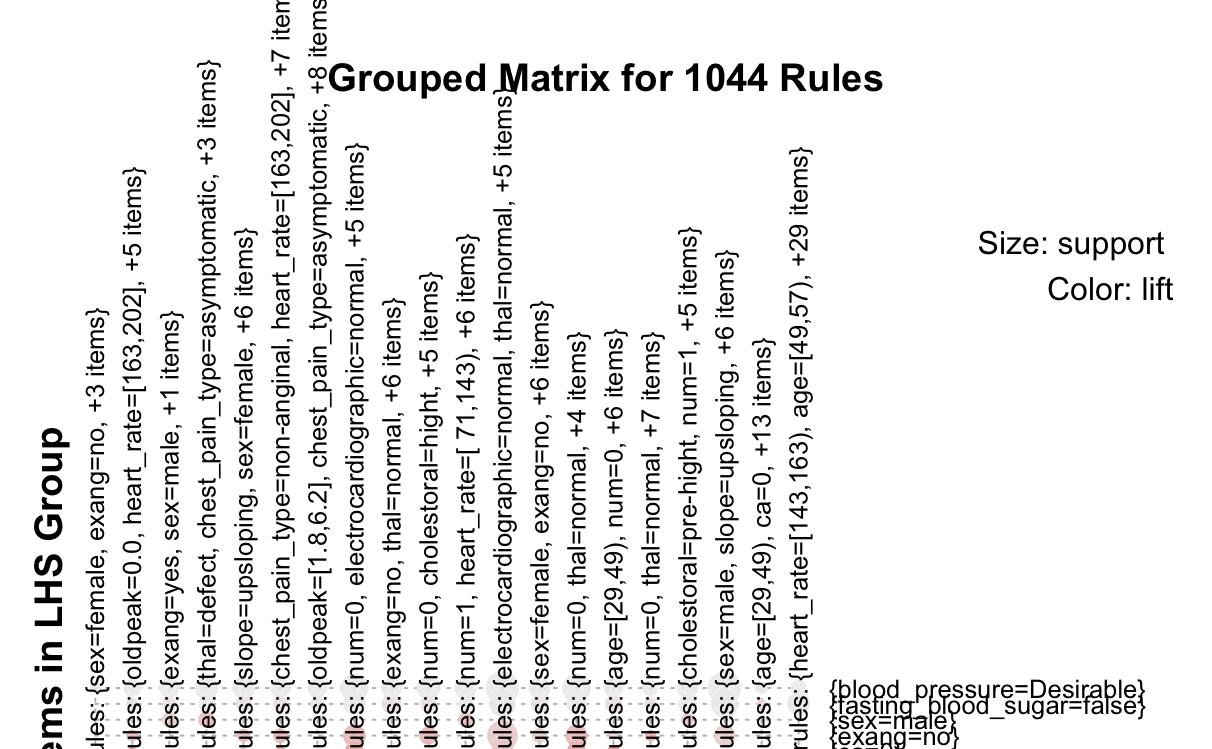 Grouped Matrix for 1044 Rules
Size: support
Color: lift
ems in LHS Group
ules: {sex=female, exang=no, +3 items}
ules: {oldpeak=0.0, heart_rate=[163,202], +5 items}
ules: {exang=yes, sex=male, +1 items}
ules: {thal=defect, chest_pain_type=asymptomatic, +3 items}
ules: {slope=upsloping, sex=female, +6 items}
ules: {chest_pain_type=non-anginal, heart_rate=[163,202], +7 item
ules: {oldpeak=[1.8,6.2], chest_pain_type=asymptomatic, +8 items
ules: {num=0, electrocardiographic=normal, +5 items}
ules: {exang=no, thal=normal, +6 items}
ules: {num=0, cholestoral=hight, +5 items}
ules: {num=1, heart_rate=[ 71,143), +6 items}
ules: {electrocardiographic=normal, thal=normal, +5 items}
ules: {sex=female, exang=no, +6 items}
ules: {num=0, thal=normal, +4 items}
ules: {age=[29,49), num=0, +6 items}
ules: {num=0, thal=normal, +7 items}
ules: {cholestoral=pre-hight, num=1, +5 items}
ules: {sex=male, slope=upsloping, +6 items}
ules: {age=[29,49), ca=0, +13 items}
rules: {heart_rate=[143,163), age=[49,57), +29 items}
{blood_pressure=Desirable}
{fasting_blood_sugar=false}
{sex=male}
{exang=no}